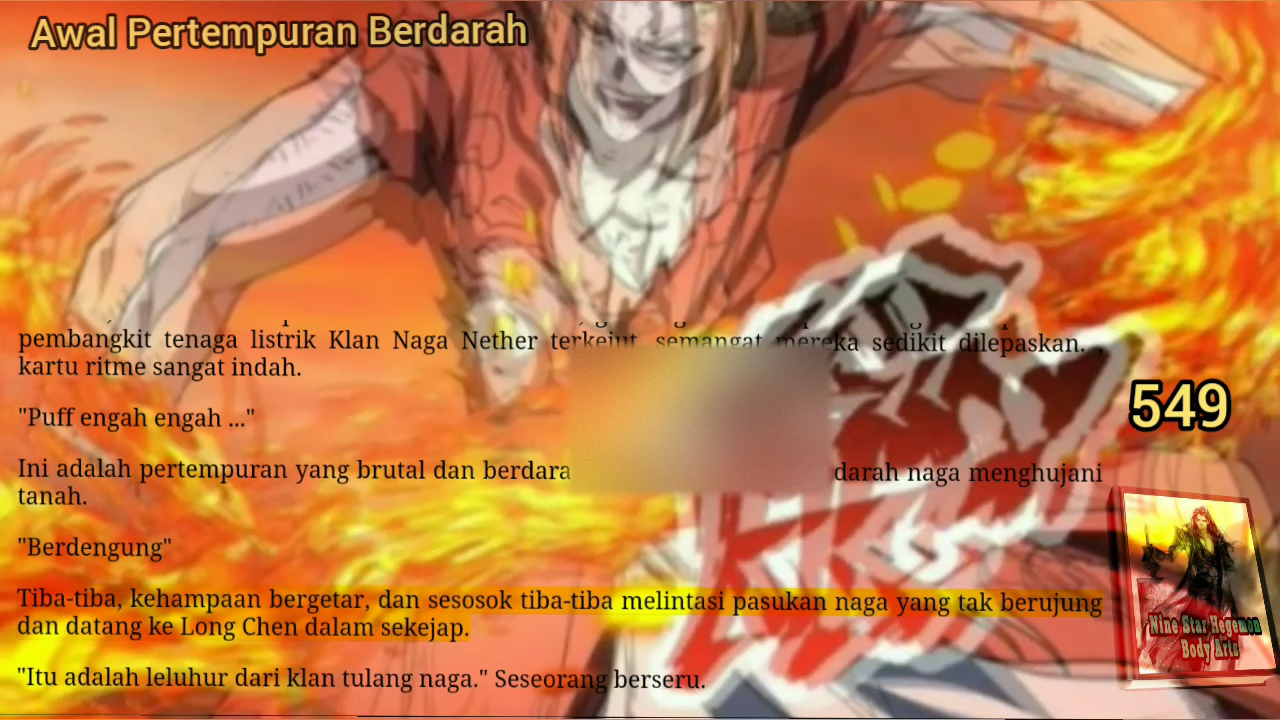 Awal Pertempuran Berdarah
pembangkit tenaga listrik Klan Naga Nether terkejut, semangat mereka sedikit dilepaskan. ,
kartu ritme sangat indah.
"Puff engah engah ..."
Ini adalah pertempuran yang brutal dan berdara darah naga menghujani
tanah.
"Berdengung"
Tiba-tiba, kehampaan bergetar, dan sesosok tiba-tiba melintasi pasukan naga yang tak berujung
dan datang ke Long Chen dalam sekejap.
"Itu adalah leluhur dari klan tulang naga." Seseorang berseru.
549
Nine Star Hegemon
Body Arts